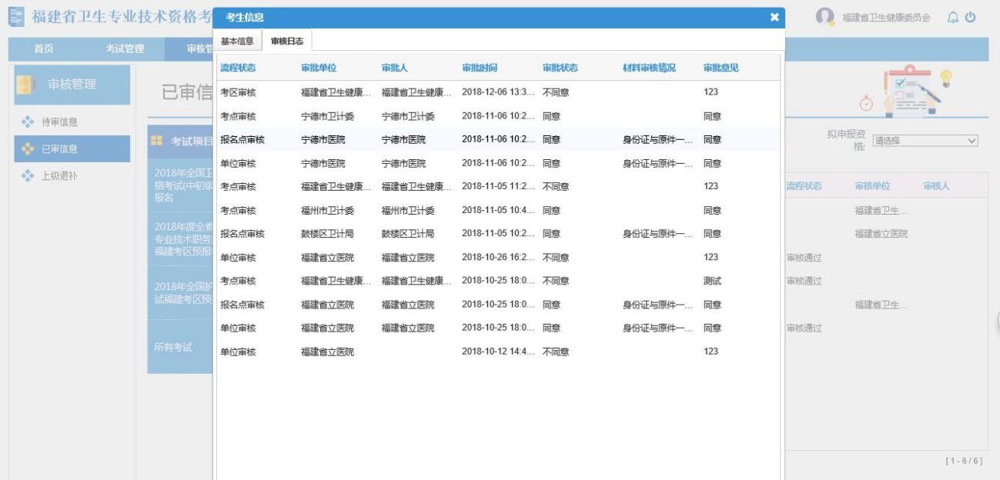 福建省卫生专业技术资格考
考生信息
福建省卫生健康委员会
首页 考试管理 审核管
基本信息 审核日志
审核管理
待审信息
已审信息
上级退补
已审信
考试项目
2018年全国卫
格考试(中初级
报名
2018年度全省
专业技术职务
福建考区预报
2018年全国护
试福建考区预
所有考试
流程状态 审批单位 审批人 审批时间 审批状态 材料审核情况 审批意见
考区审核 福建省卫生健康... 福建省卫生健康... 2018-12-06 13:3... 不同意 123
考点审核 宁德市卫计委 宁德市卫计委 2018-11-06 10:2... 同意 同意
报名点审核 宁德市医院 宁德市医院 2018-11-06 10:2... 同意 身份证与原件一... 同意
单位审核 宁德市医院 宁德市医院 2018-11-06 10:2... 同意 身份证与原件一... 同意
考点审核 福建省卫生健康... 福建省卫生健康... 2018-11-05 11:2... 不同意 123
考点审核 福州市卫计委 福州市卫计委 2018-11-05 10:4... 同意 同意
报名点审核 鼓楼区卫计局 鼓楼区卫计局 2018-11-05 10:2... 同意 身份证与原件一... 同意
单位审核 福建省立医院 福建省立医院 2018-10-26 16:2... 不同意 123
考点审核 福建省卫生健康... 福建省卫生健康... 2018-10-25 18:0... 不同意 测试
报名点审核 福建省立医院 福建省立医院 2018-10-25 18:0... 同意 身份证与原件一... 同意
单位审核 福建省立医院 福建省立医院 2018-10-25 18:0... 同意 身份证与原件一... 同意
单位审核 福建省立医院 2018-10-12 14:4... 不同意 123
拟申报资
格: 请选择
流程状态 审核单位 审核人
福建省卫生...
福建省立医院
审核通过
审核通过
福建省卫生...
审核通过
[ 1 - 6 / 6 ]